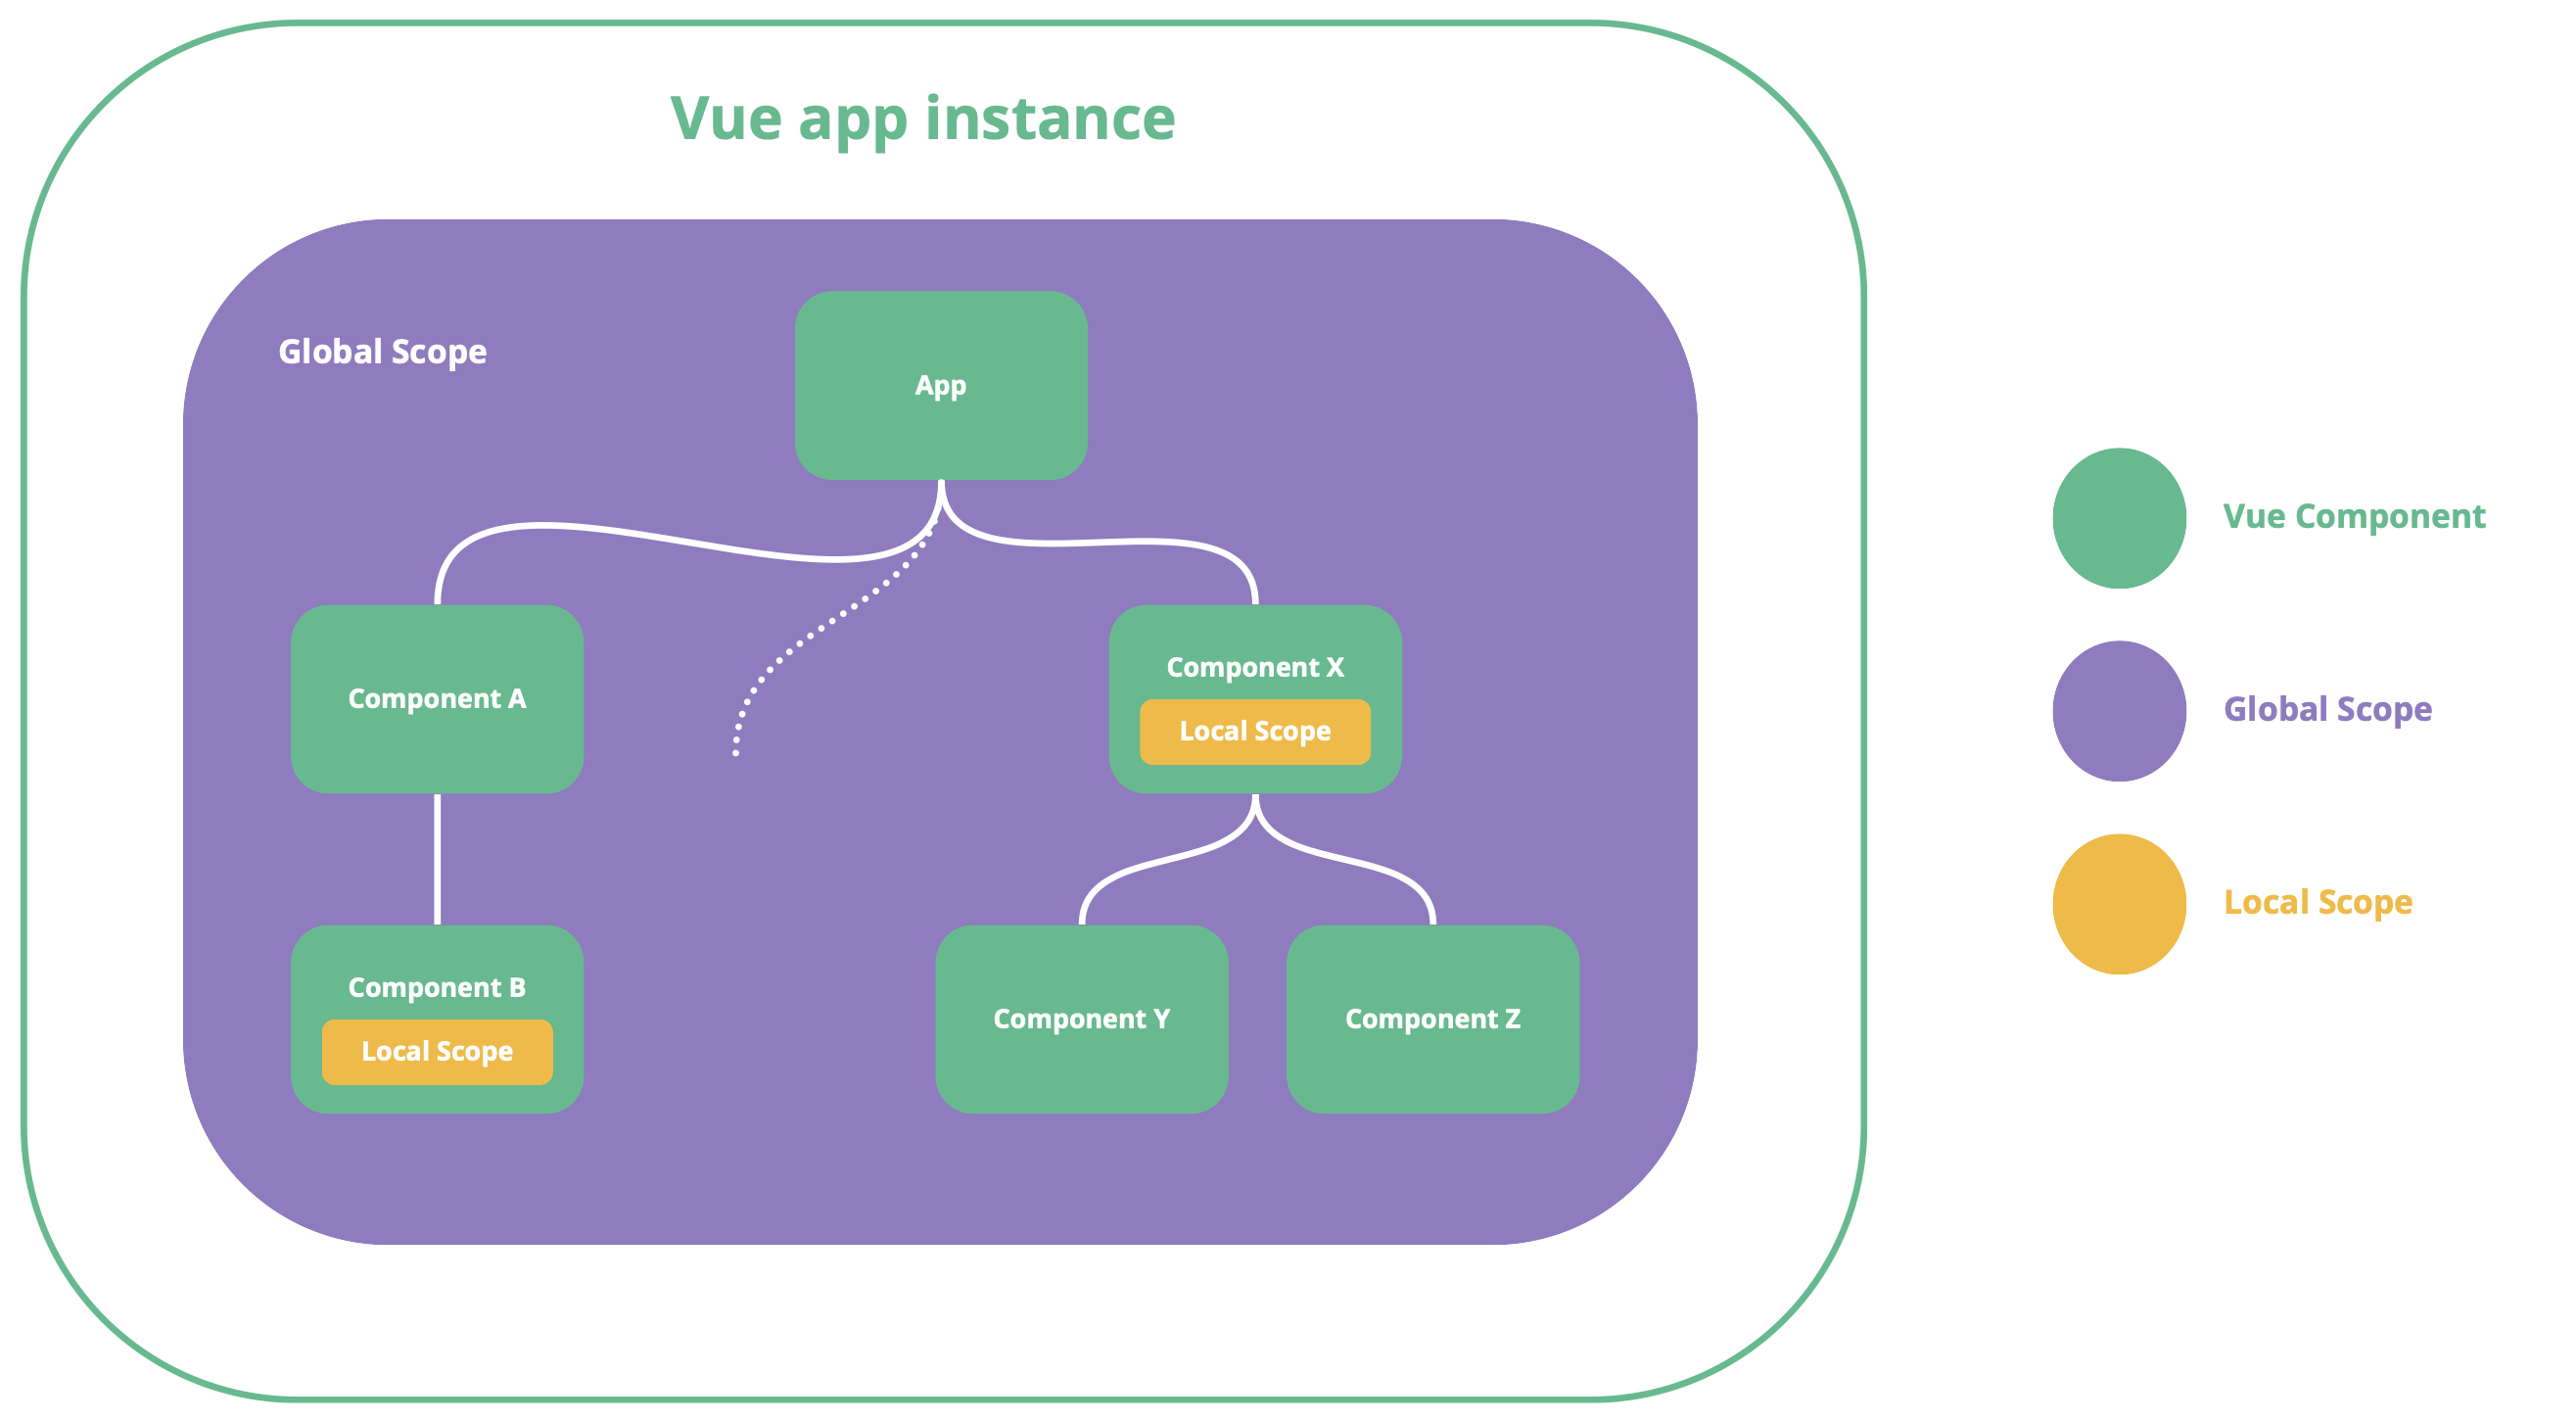 Vue app instance
Global Scope
App
Component A
Component X
Local Scope
Component B
Local Scope
Component Y
Component Z
Vue Component
Global Scope
Local Scope